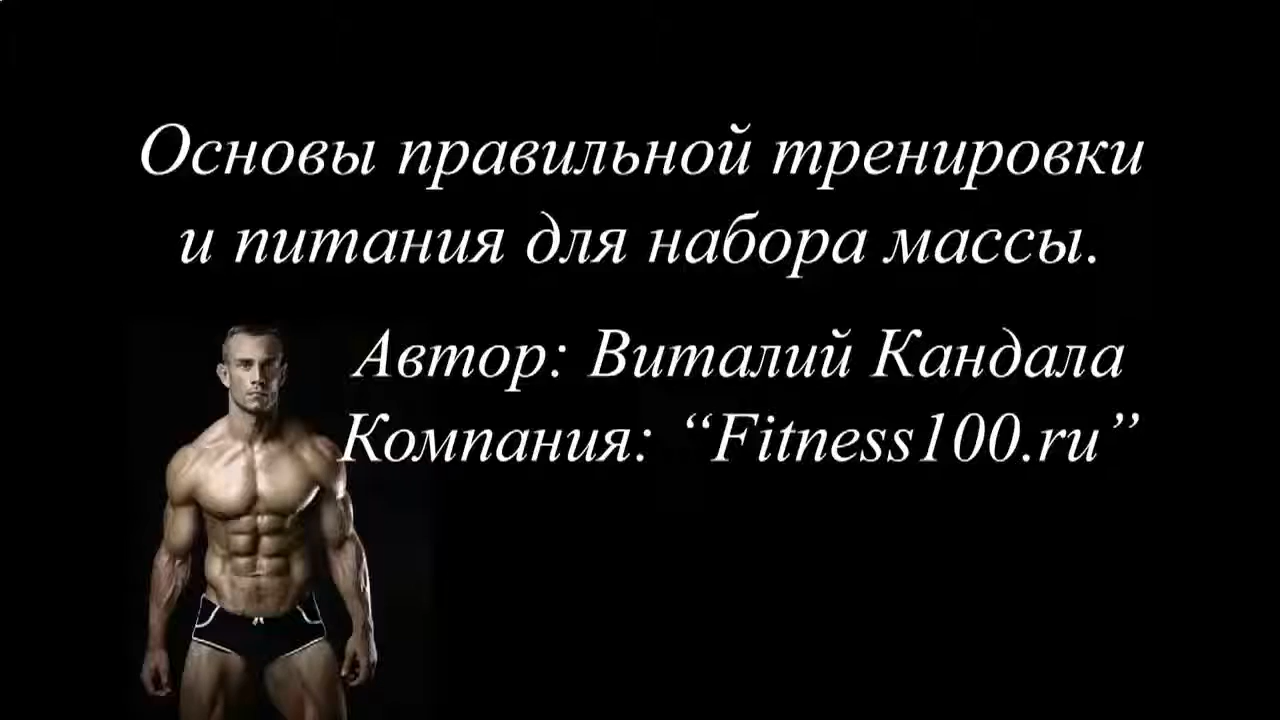 Основы правильной тренировки
и питания для набора массы.
Автор: Виталий Кандала
Компания: “Fitness100.ru”